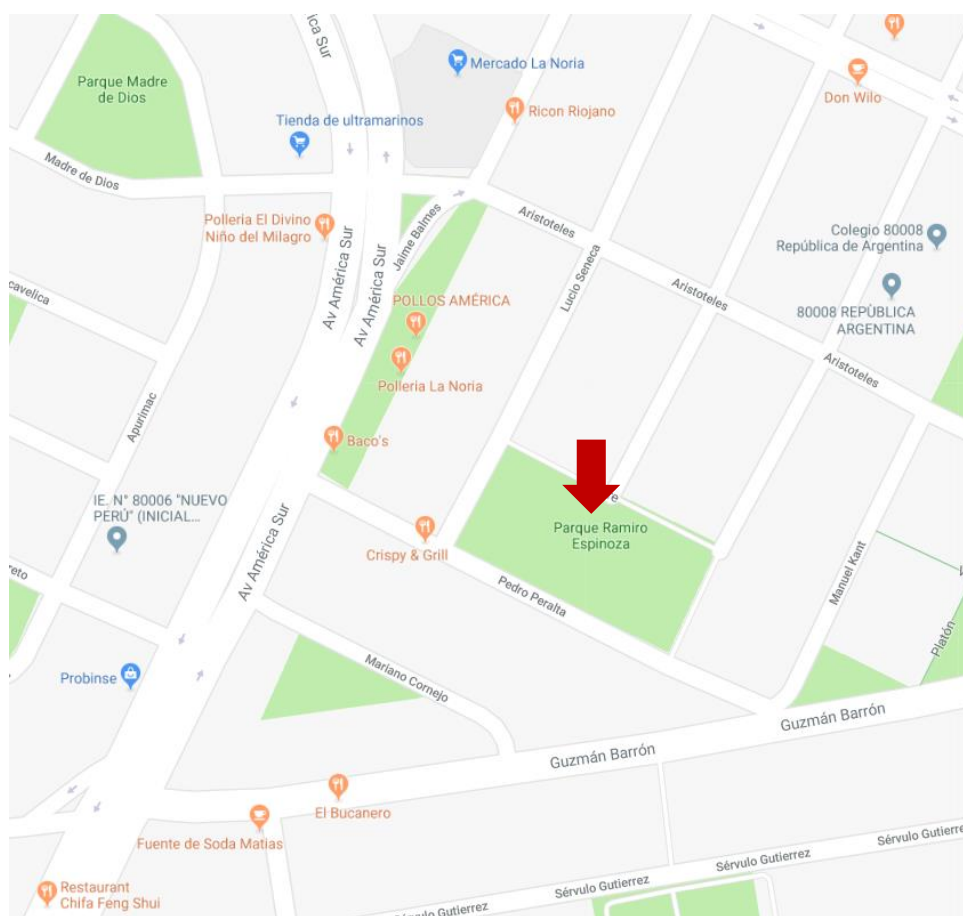 ica Sur
Av América Sur
Mercado La Noria
Parque Madre
de Dios
Don Wilo
Tienda de ultramarinos
Ricon Riojano
Madre de Dios
Jaime Balmes
Aristoteles
Polleria El Divino
Niño del Milagro
Colegio 80008
República de Argentina
Lucio Seneca
Av América Sur
Aristoteles
cavelica
POLLOS AMÉRICA
80008 REPÙBLICA
ARGENTINA
Aristoteles
Polleria La Noria
Apurimac
Baco's
IE. N° 80006 "NUEVO
PERÚ" (INICIAL...
e
Parque Ramiro
Espinoza
Crispy & Grill
Av América Sur
Manuel Kant
eto
Pedro Peralta
Platón
Mariano Cornejo
Probinse
Guzmán Barrón
Guzmán Barrón
El Bucanero
Fuente de Soda Matias
Sérvulo Gutierre
Sérvulo Gutierrez
Sérvulo Gutierrez
Restaurant
Chifa Feng Shui
Sérvulo Gutierrez